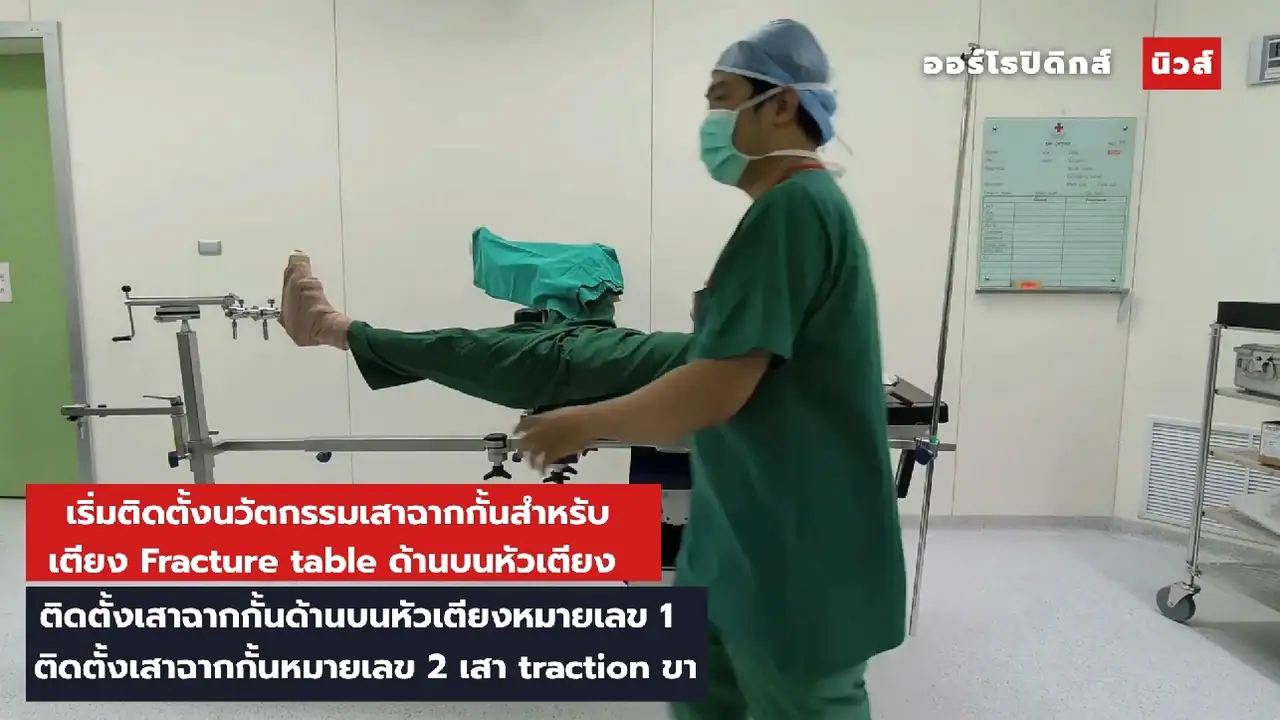 ออร์โรปิดิกส์ นิวส์
เริ่มติดตั้งนวัตกรรมเสาฉากกั้นสำหรับ
เตียง Fracture table ด้านบนหัวเตียง
ติดตั้งเสาฉากกั้นด้านบนหัวเตียงหมายเลข 1
ติดตั้งเสาฉากกั้นหมายเลข 2 เสา traction ขา